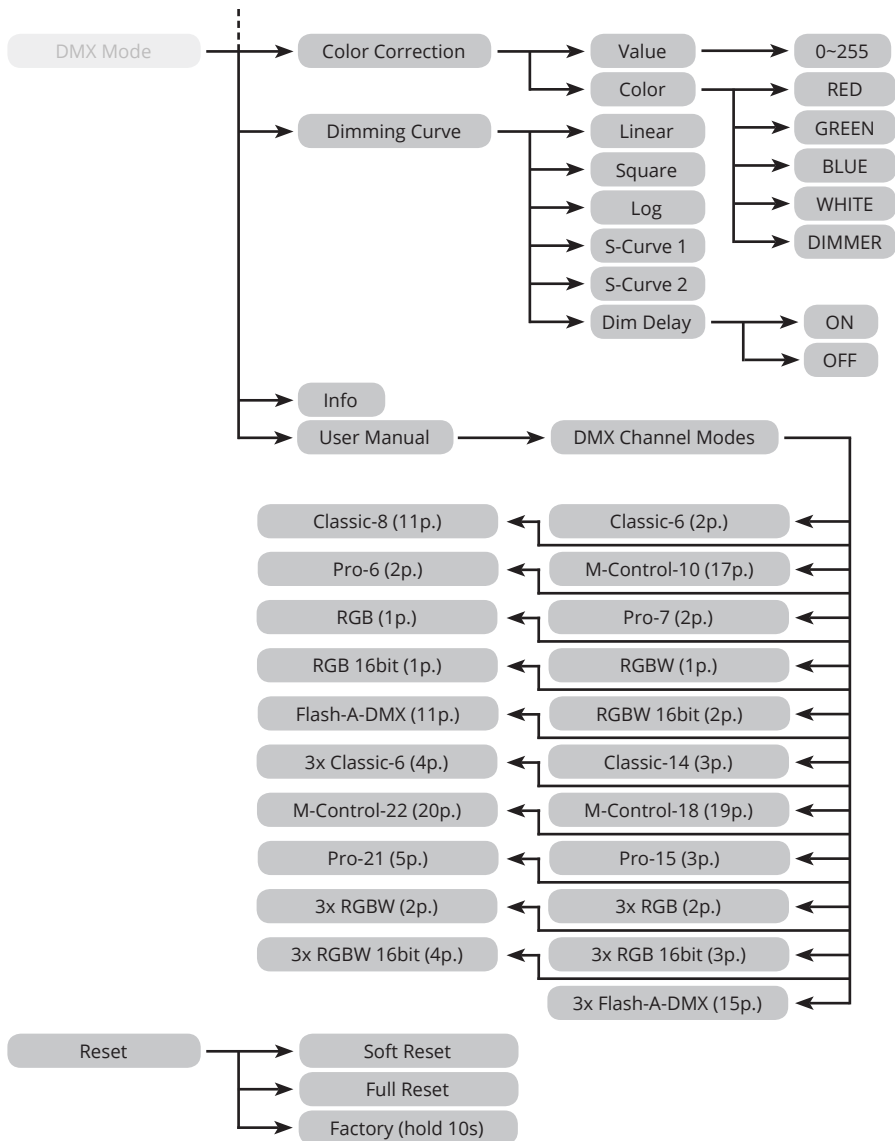 DMX Mode
Color Correction
Value
0~255
Color
RED
GREEN
BLUE
WHITE
DIMMER
Dimming Curve
Linear
Square
Log
S-Curve 1
S-Curve 2
Dim Delay
ON
OFF
Info
User Manual
DMX Channel Modes
Classic-8 (11p.)
Classic-6 (2p.)
Pro-6 (2p.)
M-Control-10 (17p.)
RGB (1p.)
Pro-7 (2p.)
RGB 16bit (1p.)
RGBW (1p.)
Flash-A-DMX (11p.)
RGBW 16bit (2p.)
3x Classic-6 (4p.)
Classic-14 (3p.)
M-Control-22 (20p.)
M-Control-18 (19p.)
Pro-21 (5p.)
Pro-15 (3p.)
3x RGBW (2p.)
3x RGB (2p.)
3x RGBW 16bit (4p.)
3x RGB 16bit (3p.)
3x Flash-A-DMX (15p.)
Reset
Soft Reset
Full Reset
Factory (hold 10s)